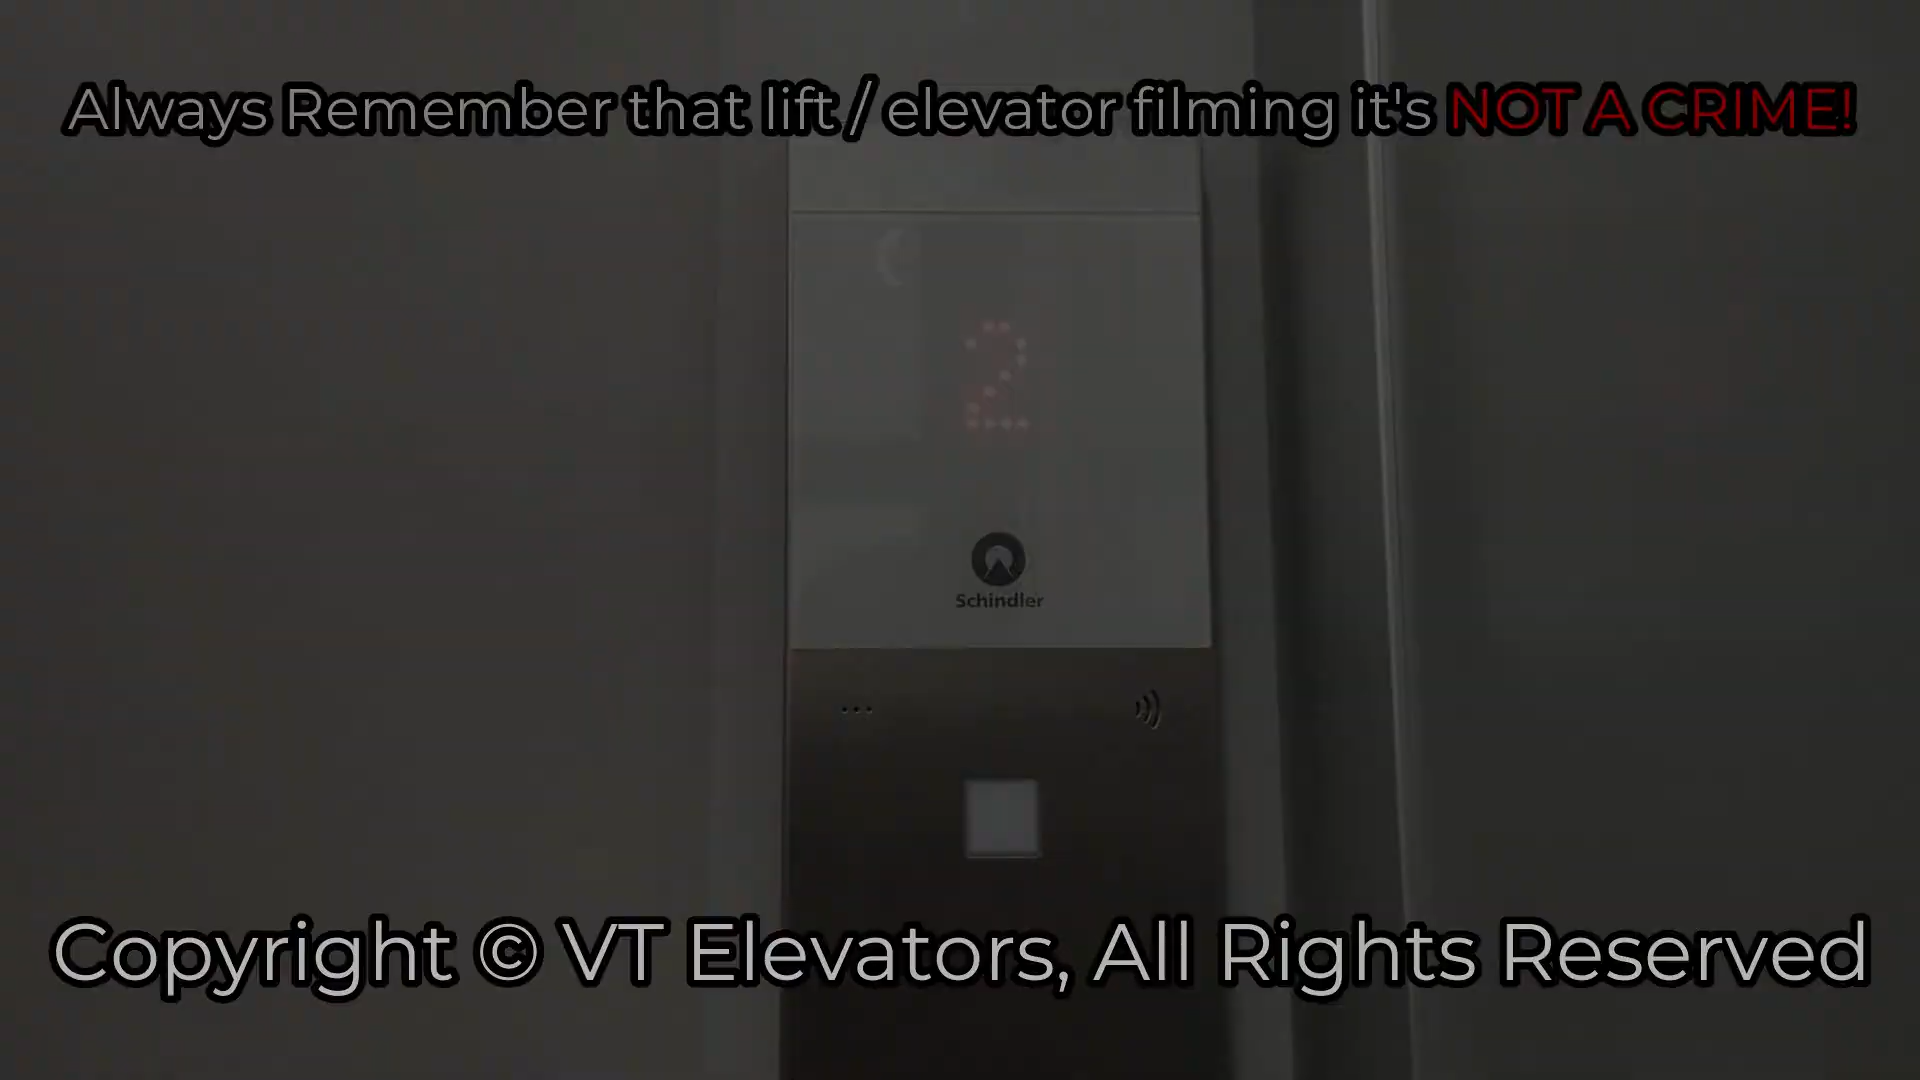 Always Remember that lift / elevator filming it's NOT A CRIME!
2
Schindler
Copyright © VT Elevators, All Rights Reserved